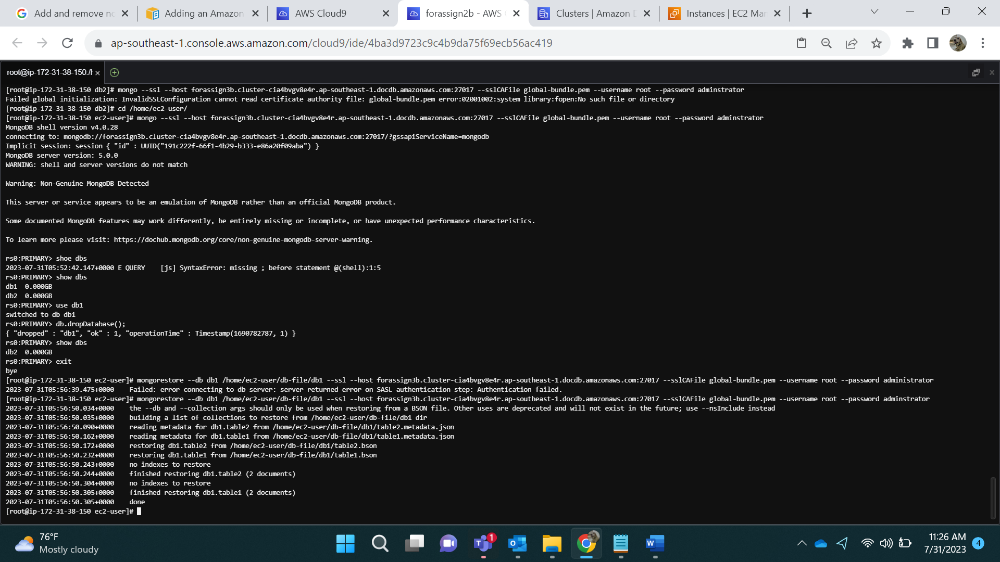 Add and remove no
Adding an Amazon
AWS Cloud9
forassign2b - AWS
Clusters | Amazon D
Instances | EC2 Mar
ap-southeast-1.console.aws.amazon.com/cloud9/ide/4ba3d9723c9c4b9da75f69ecb56ac419
root@ip-172-31-38-150:/h
[root@ip-172-31-38-150 db2]# mongo --ssl --host forassign3b.cluster-cia4bvgv8e4r.ap-southeast-1.docdb.amazonaws.com:27017 --sslCAFile global-bundle.pem --username root --password adminstrator
Failed global initialization: InvalidSSLConfiguration cannot read certificate authority file: global-bundle.pem error:02001002:system library:fopen:No such file or directory
[root@ip-172-31-38-150 db2]# cd /home/ec2-user/
[root@ip-172-31-38-150 ec2-user]# mongo --ssl --host forassign3b.cluster-cia4bvgv8e4r.ap-southeast-1.docdb.amazonaws.com:27017 --sslCAFile global-bundle.pem --username root --password adminstrator
MongoDB shell version v4.0.28
connecting to: mongodb://forassign3b.cluster-cia4bvgv8e4r.ap-southeast-1.docdb.amazonaws.com:27017/?gssapiServiceName=mongodb
Implicit session: session { "id" : UUID("191c222f-66f1-4b29-b333-e86a20f09aba") }
MongoDB server version: 5.0.0
WARNING: shell and server versions do not match
Warning: Non-Genuine MongoDB Detected
This server or service appears to be an emulation of MongoDB rather than an official MongoDB product.
Some documented MongoDB features may work differently, be entirely missing or incomplete, or have unexpected performance characteristics.
To learn more please visit: https://dochub.mongodb.org/core/non-genuine-mongodb-server-warning.
rs0:PRIMARY> shoe dbs
2023-07-31T05:52:42.147+0000 E QUERY    [js] SyntaxError: missing ; before statement @(shell):1:5
rs0:PRIMARY> show dbs
db1  0.000GB
db2  0.000GB
rs0:PRIMARY> use db1
switched to db db1
rs0:PRIMARY> db.dropDatabase();
{ "dropped" : "db1", "ok" : 1, "operationTime" : Timestamp(1690782787, 1) }
rs0:PRIMARY> show dbs
db2  0.000GB
rs0:PRIMARY> exit
bye
[root@ip-172-31-38-150 ec2-user]# mongorestore --db db1 /home/ec2-user/db-file/db1 --ssl --host forassign3b.cluster-cia4bvgv8e4r.ap-southeast-1.docdb.amazonaws.com:27017 --sslCAFile global-bundle.pem --username root --password administrator
2023-07-31T05:56:39.475+0000    Failed: error connecting to db server: server returned error on SASL authentication step: Authentication failed.
[root@ip-172-31-38-150 ec2-user]# mongorestore --db db1 /home/ec2-user/db-file/db1 --ssl --host forassign3b.cluster-cia4bvgv8e4r.ap-southeast-1.docdb.amazonaws.com:27017 --sslCAFile global-bundle.pem --username root --password adminstrator
2023-07-31T05:56:50.034+0000    the --db and --collection args should only be used when restoring from a BSON file. Other uses are deprecated and will not exist in the future; use --nsInclude instead
2023-07-31T05:56:50.035+0000    building a list of collections to restore from /home/ec2-user/db-file/db1 dir
2023-07-31T05:56:50.090+0000    reading metadata for db1.table2 from /home/ec2-user/db-file/db1/table2.metadata.json
2023-07-31T05:56:50.162+0000    reading metadata for db1.table1 from /home/ec2-user/db-file/db1/table1.metadata.json
2023-07-31T05:56:50.172+0000    restoring db1.table2 from /home/ec2-user/db-file/db1/table2.bson
2023-07-31T05:56:50.232+0000    restoring db1.table1 from /home/ec2-user/db-file/db1/table1.bson
2023-07-31T05:56:50.243+0000    no indexes to restore
2023-07-31T05:56:50.244+0000    finished restoring db1.table2 (2 documents)
2023-07-31T05:56:50.304+0000    no indexes to restore
2023-07-31T05:56:50.305+0000    finished restoring db1.table1 (2 documents)
2023-07-31T05:56:50.305+0000    done
[root@ip-172-31-38-150 ec2-user]#
76°F
Mostly cloudy
1
11:26 AM
7/31/2023
4